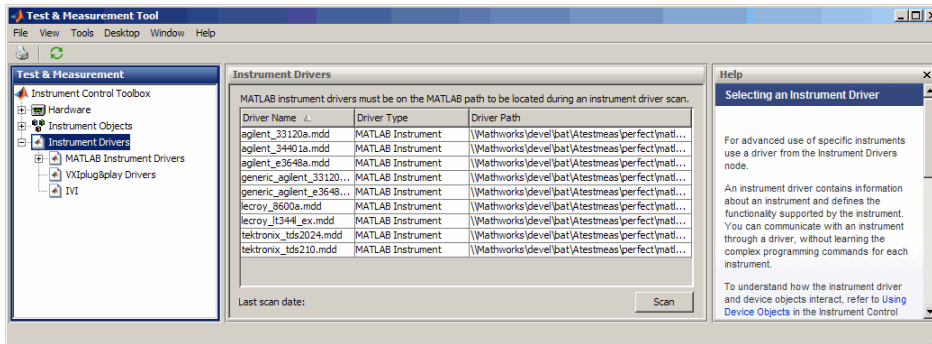 Test & Measurement Tool
File View Tools Desktop Window Help
Test & Measurement
Instrument Control Toolbox
Hardware
Instrument Objects
Instrument Drivers
MATLAB Instrument Drivers
VXIplug&play Drivers
IVI
Instrument Drivers
MATLAB instrument drivers must be on the MATLAB path to be located during an instrument driver scan.
Driver Name Driver Type Driver Path
agilent_33120a.mdd MATLAB Instrument \\Mathworks\devel\bat\Atestmeas\perfect\matl...
agilent_34401a.mdd MATLAB Instrument \\Mathworks\devel\bat\Atestmeas\perfect\matl...
agilent_e3648a.mdd MATLAB Instrument \\Mathworks\devel\bat\Atestmeas\perfect\matl...
generic_agilent_33120... MATLAB Instrument \\Mathworks\devel\bat\Atestmeas\perfect\matl...
generic_agilent_e3648... MATLAB Instrument \\Mathworks\devel\bat\Atestmeas\perfect\matl...
lecroy_8600a.mdd MATLAB Instrument \\Mathworks\devel\bat\Atestmeas\perfect\matl...
lecroy_lt344l_ex.mdd MATLAB Instrument \\Mathworks\devel\bat\Atestmeas\perfect\matl...
tektronix_tds2024.mdd MATLAB Instrument \\Mathworks\devel\bat\Atestmeas\perfect\matl...
tektronix_tds210.mdd MATLAB Instrument \\Mathworks\devel\bat\Atestmeas\perfect\matl...
Last scan date: Scan
Help
Selecting an Instrument Driver
For advanced use of specific instruments
use a driver from the Instrument Drivers
node.
An instrument driver contains information
about an instrument and defines the
functionality supported by the instrument.
You can communicate with an instrument
through a driver, without learning the
complex programming commands for each
instrument.
To understand how the instrument driver
and device objects interact, refer to Using
Device Objects in the Instrument Control